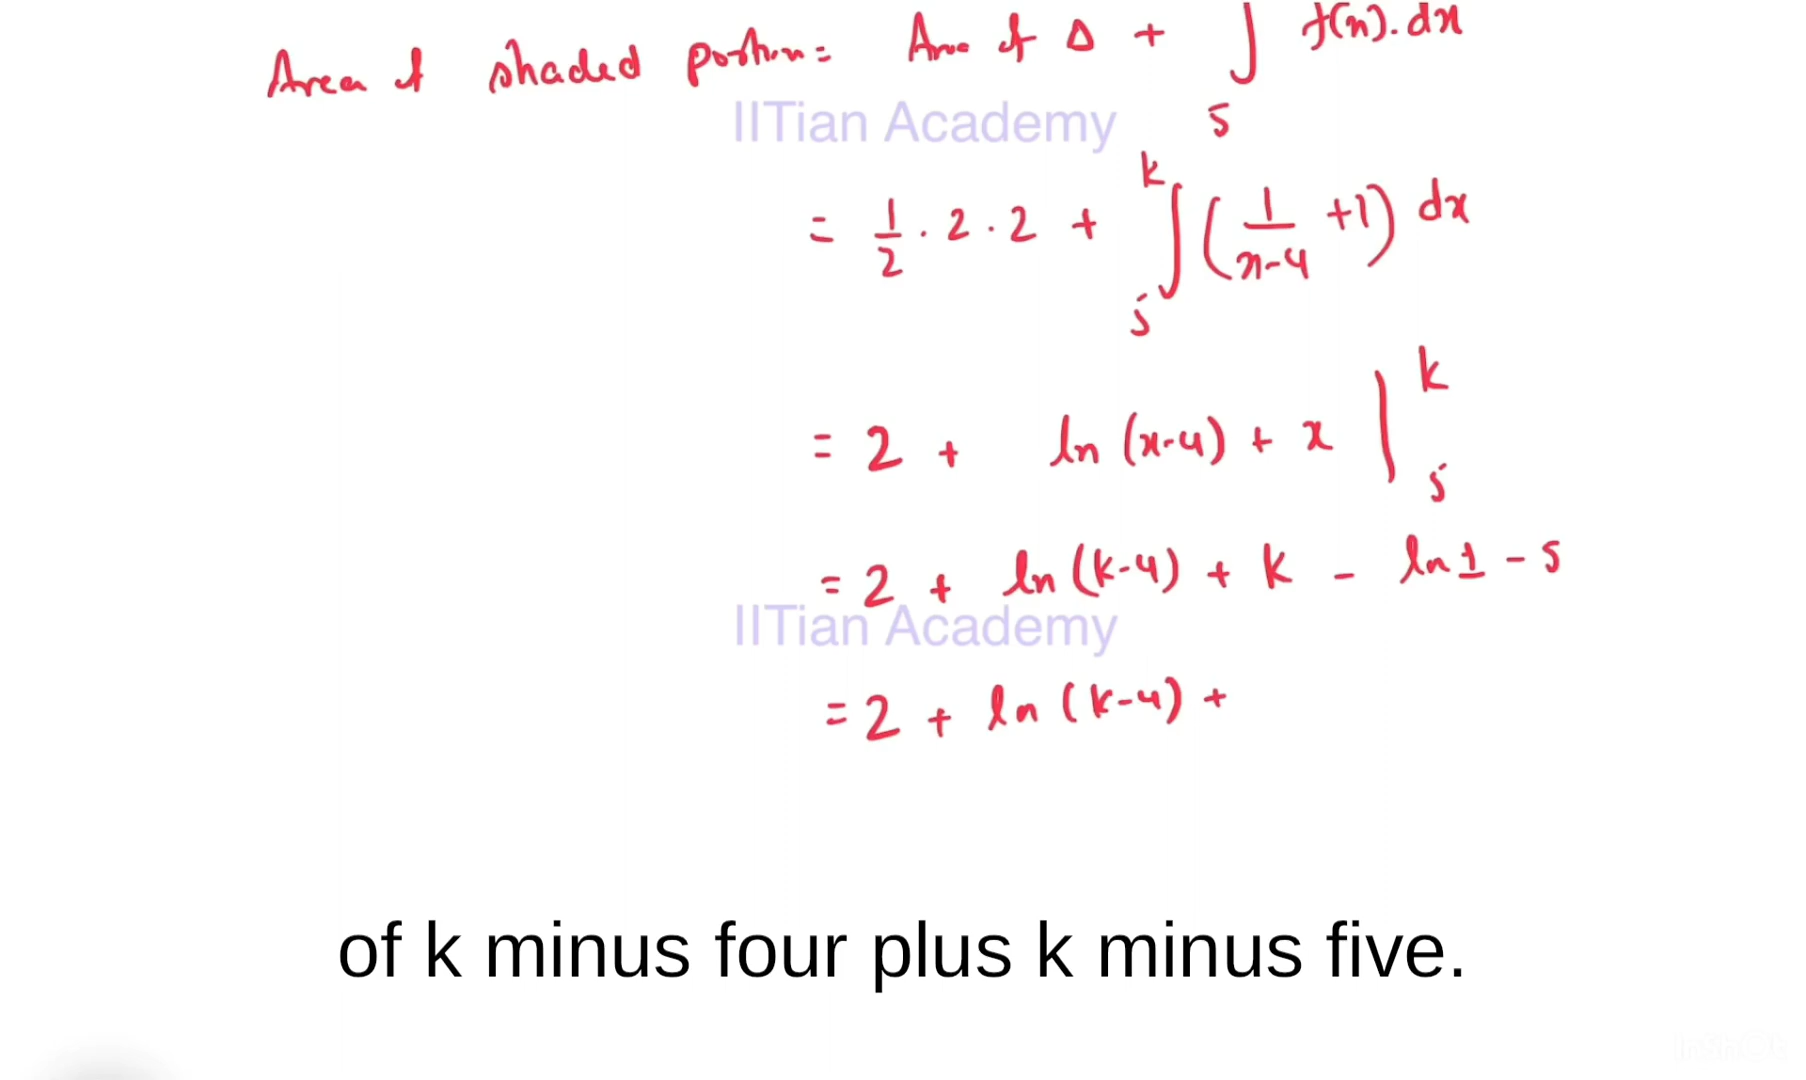 Area of shaded portion = Area of Δ + ∫ f(x).dx
5
IITian Academy
= 1/2 . 2 . 2 + ∫_5^k (1/(x-4) +1) dx
= 2 + ln (x-4) + x |_5^k
= 2 + ln (k-4) + k - ln 1 - 5
IITian Academy
= 2 + ln (k-4) +
of k minus four plus k minus five.